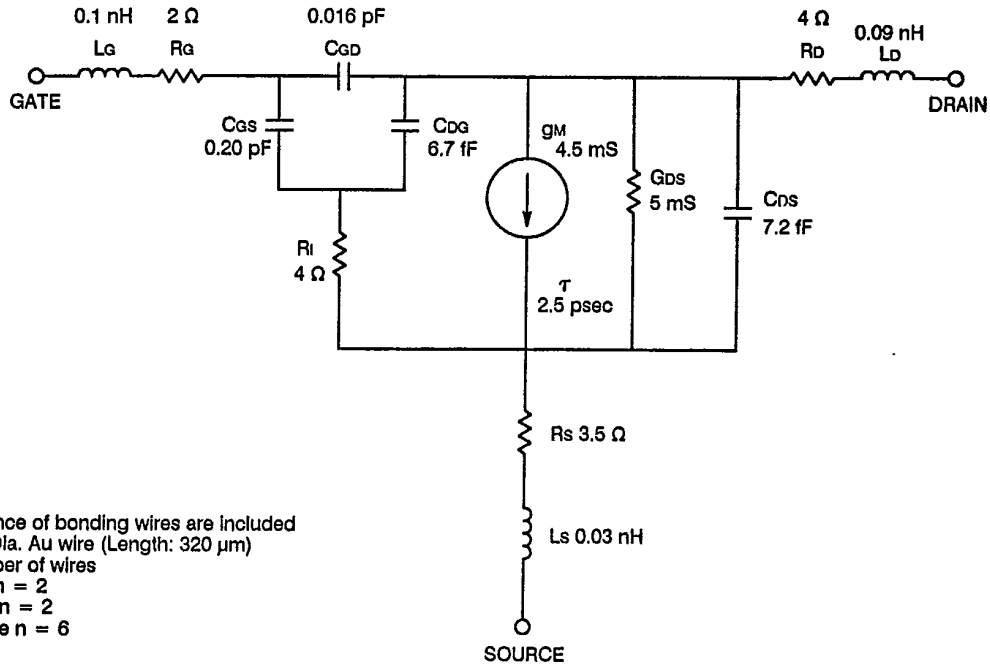 0.1 nH 2 Ω 0.016 pF 4 Ω 0.09 nH
LG RG CGD RD LD
GATE DRAIN
CGS 0.20 pF
CDG 6.7 fF
gM 4.5 mS
GDS 5 mS
CDS 7.2 fF
RI 4 Ω
τ
2.5 psec
Rs 3.5 Ω
Ls 0.03 nH
of bonding wires are included
Au wire (Length: 320 µm)
of wires
n = 2
n = 2
n = 6
SOURCE